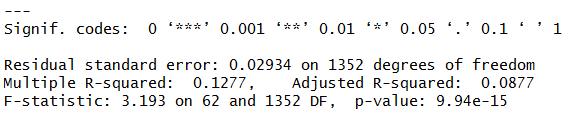 ---
Signif. codes:  0 ‘***’ 0.001 ‘**’ 0.01 ‘*’ 0.05 ‘.’ 0.1 ‘ ’ 1
Residual standard error: 0.02934 on 1352 degrees of freedom
Multiple R-squared:  0.1277,    Adjusted R-squared:  0.0877
F-statistic: 3.193 on 62 and 1352 DF,  p-value: 9.94e-15